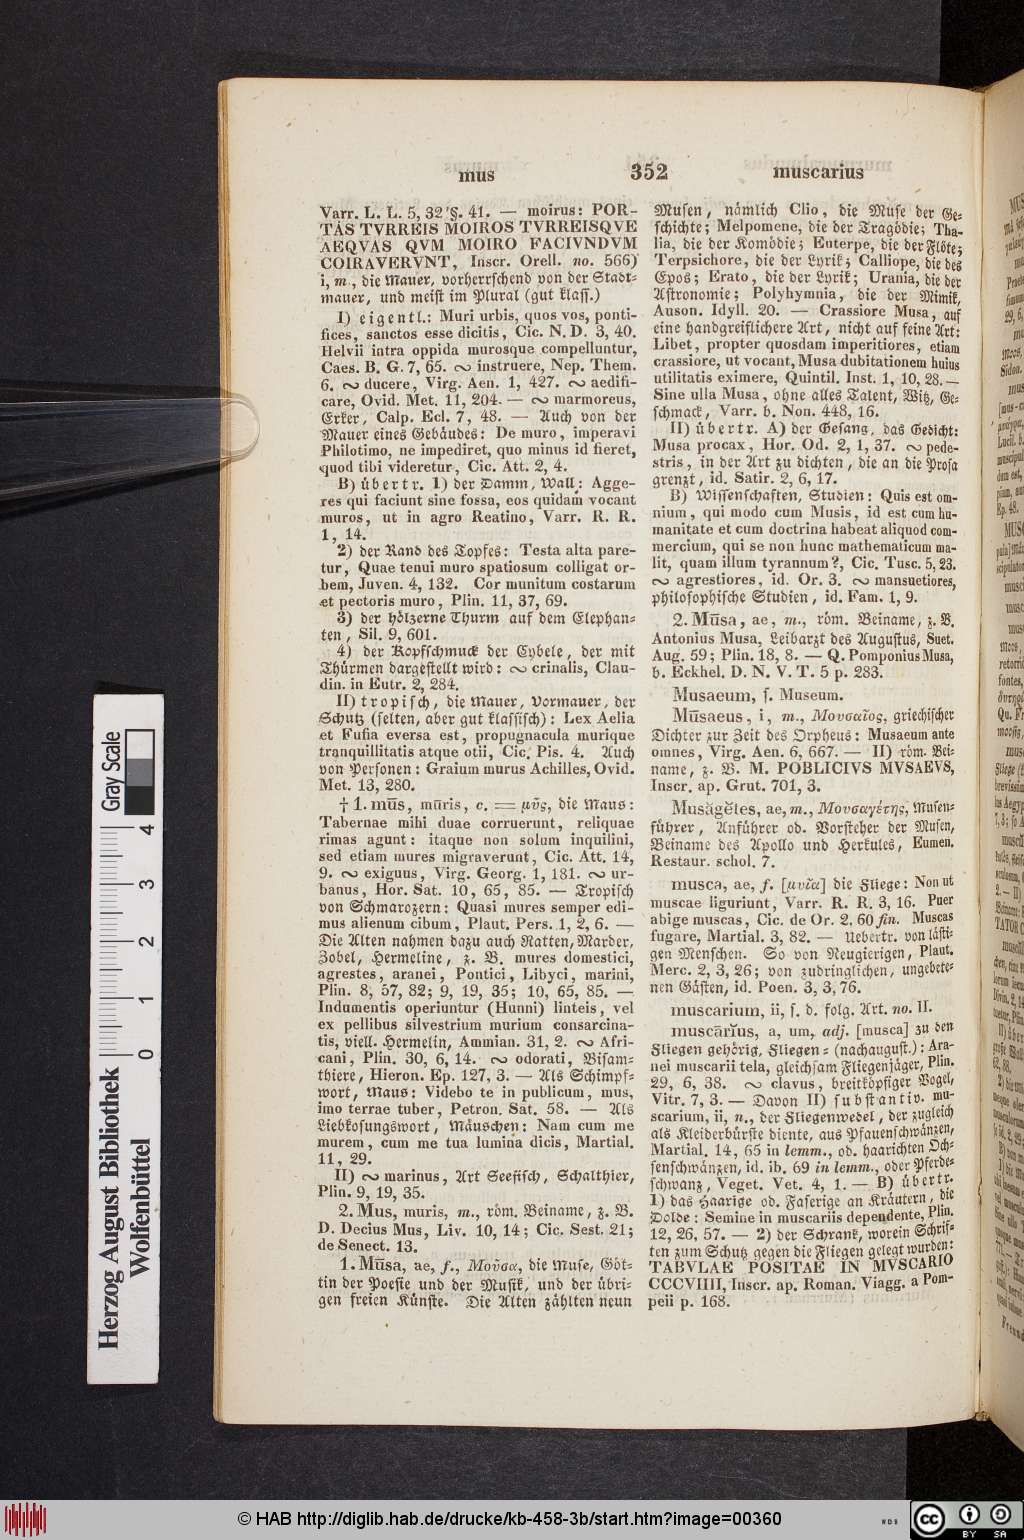 mus
352
muscarius
Varr. L. L. 5, 32 §. 41. — moirus: POR-
TAS TVRREIS MOIROS TVRREISQVE
AEQVAS QVM MOIRO FACIVNDVM
COIRAVERVNT, Inscr. Orell. no. 566)
i, m., die Mauer, vorherrschend von der Stadt-
mauer, und meist im Plural (gut klass.)
I) eigentl.: Muri urbis, quos vos, ponti-
fices, sanctos esse dicitis, Cic. N. D. 3, 40.
Helvii intra oppida murosque compelluntur,
Caes. B. G. 7, 65. ~ instruere, Nep. Them.
6. ~ ducere, Virg. Aen. 1, 427. ~ aedifi-
care, Ovid. Met. 11, 204. — ~ marmoreus,
Erker, Calp. Ecl. 7, 48. — Auch von der
Mauer eines Gebäudes: De muro, imperavi
Philotimo, ne impediret, quo minus id fieret,
quod tibi videretur, Cic. Att. 2, 4.
B) übertr. 1) der Damm, Wall: Agge-
res qui faciunt sine fossa, eos quidam vocant
muros, ut in agro Reatino, Varr. R. R.
1, 14.
2) der Rand des Topfes: Testa alta pare-
tur, Quae tenui muro spatiosum colligat or-
bem, Juven. 4, 132. Cor munitum costarum
et pectoris muro, Plin. 11, 37, 69.
3) der hölzerne Thurm auf dem Elephan-
ten, Sil. 9, 601.
4) der Kopfschmuck der Cybele, der mit
Thürmen dargestellt wird: ~ crinalis, Clau-
din. in Eutr. 2, 284.
II) tropisch, die Mauer, Vormauer, der
Schutz (selten, aber gut klassisch): Lex Aelia
et Fufia eversa est, propugnacula murique
tranquillitatis atque otii, Cic. Pis. 4. Auch
von Personen: Graium murus Achilles, Ovid.
Met. 13, 280.
† 1. mūs, mūris, c. = μῦς, die Maus:
Tabernae mihi duae corruerunt, reliquae
rimas agunt: itaque non solum inquilini,
sed etiam mures migraverunt, Cic. Att. 14,
9. ~ exiguus, Virg. Georg. 1, 181. ~ ur-
banus, Hor. Sat. 10, 65, 85. — Tropisch
von Schmarozern: Quasi mures semper edi-
mus alienum cibum, Plaut. Pers. 1, 2, 6. —
Die Alten nahmen dazu auch Ratten, Marder,
Zobel, Hermeline, z. B. mures domestici,
agrestes, aranei, Pontici, Libyci, marini,
Plin. 8, 57, 82; 9, 19, 35; 10, 65, 85. —
Indumentis operiuntur (Hunni) linteis, vel
ex pellibus silvestrium murium consarcina-
tis, viell. Hermelin, Ammian. 31, 2. ~ Afri-
cani, Plin. 30, 6, 14. ~ odorati, Bisam-
thiere, Hieron. Ep. 127, 3. — Als Schimpf-
wort, Maus: Videbo te in publicum, mus,
imo terrae tuber, Petron. Sat. 58. — Als
Liebkosungswort, Mäuschen: Nam cum me
murem, cum me tua lumina dicis, Martial.
11, 29.
II) ~ marinus, Art Seefisch, Schalthier,
Plin. 9, 19, 35.
2. Mus, muris, m., röm. Beiname, z. B.
D. Decius Mus, Liv. 10, 14; Cic. Sest. 21;
de Senect. 13.
1. Mūsa, ae, f., Μοῦσα, die Muse, Göt-
tin der Poesie und der Musik, und der übri-
gen freien Künste. Die Alten zählten neun
Musen, nämlich Clio, die Muse der Ge-
schichte; Melpomene, die der Tragödie; Tha-
lia, die der Komödie; Euterpe, die der Flöte;
Terpsichore, die der Lyrik; Calliope, die des
Epos; Erato, die der Lyrik; Urania, die der
Astronomie; Polyhymnia, die der Mimik,
Auson. Idyll. 20. — Crassiore Musa, auf
eine handgreiflichere Art, nicht auf feine Art:
Libet, propter quosdam imperitiores, etiam
crassiore, ut vocant, Musa dubitationem huius
utilitatis eximere, Quintil. Inst. 1, 10, 28. —
Sine ulla Musa, ohne alles Talent, Witz, Ge-
schmack, Varr. b. Non. 448, 16.
II) übertr. A) der Gesang, das Gedicht:
Musa procax, Hor. Od. 2, 1, 37. ~ pede-
stris, in der Art zu dichten, die an die Prosa
grenzt, id. Satir. 2, 6, 17.
B) Wissenschaften, Studien: Quis est om-
nium, qui modo cum Musis, id est cum hu-
manitate et cum doctrina habeat aliquod com-
mercium, qui se non hunc mathematicum ma-
lit, quam illum tyrannum?, Cic. Tusc. 5, 23.
~ agrestiores, id. Or. 3. ~ mansuetiores,
philosophische Studien, id. Fam. 1, 9.
2. Mūsa, ae, m., röm. Beiname, z. B.
Antonius Musa, Leibarzt des Augustus, Suet.
Aug. 59; Plin. 18, 8. — Q. Pomponius Musa,
b. Eckhel. D. N. V. T. 5 p. 283.
Musaeum, s. Museum.
Mūsaeus, i, m., Μουσαῖος, griechischer
Dichter zur Zeit des Orpheus: Musaeum ante
omnes, Virg. Aen. 6, 667. — II) röm. Bei-
name, z. B. M. POBLICIVS MVSAEVS,
Inscr. ap. Grut. 701, 3.
Musăgĕtes, ae, m., Μουσαγέτης, Musen-
führer, Anführer od. Vorsteher der Musen,
Beiname des Apollo und Herkules, Eumen.
Restaur. schol. 7.
musca, ae, f. [μυῖα] die Fliege: Non ut
muscae liguriunt, Varr. R. R. 3, 16. Puer
abige muscas, Cic. de Or. 2. 60 fin. Muscas
fugare, Martial. 3, 82. — Uebertr. von lästi-
gen Menschen. So von Neugierigen, Plaut.
Merc. 2, 3, 26; von zudringlichen, ungebete-
nen Gästen, id. Poen. 3, 3, 76.
muscarium, ii, s. d. folg. Art. no. II.
muscārĭus, a, um, adj. [musca] zu den
Fliegen gehörig, Fliegen- (nachaugust.): Ara-
nei muscarii tela, gleichsam Fliegenjäger, Plin.
29, 6, 38. ~ clavus, breitköpfiger Vogel,
Vitr. 7, 3. — Davon II) substantiv. mu-
scarium, ii, n., der Fliegenwedel, der zugleich
als Kleiderbürste diente, aus Pfauenschwänzen,
Martial. 14, 65 in lemm., od. haarichten Och-
senschwänzen, id. ib. 69 in lemm., oder Pferde-
schwanz, Veget. Vet. 4, 1. — B) übertr.
1) das Haarige od. Faserige an Kräutern, die
Dolde: Semine in muscariis dependente, Plin.
12, 26, 57. — 2) der Schrank, worein Schrif-
ten zum Schutz gegen die Fliegen gelegt wurden:
TABVLAE POSITAE IN MVSCARIO
CCCVIIII, Inscr. ap. Roman. Viagg. a Pom-
peii p. 168.
Gray Scale
4
3
2
1
0
Herzog August Bibliothek
Wolfenbüttel
© HAB http://diglib.hab.de/drucke/kb-458-3b/start.htm?image=00360
WDB
cc
BY SA